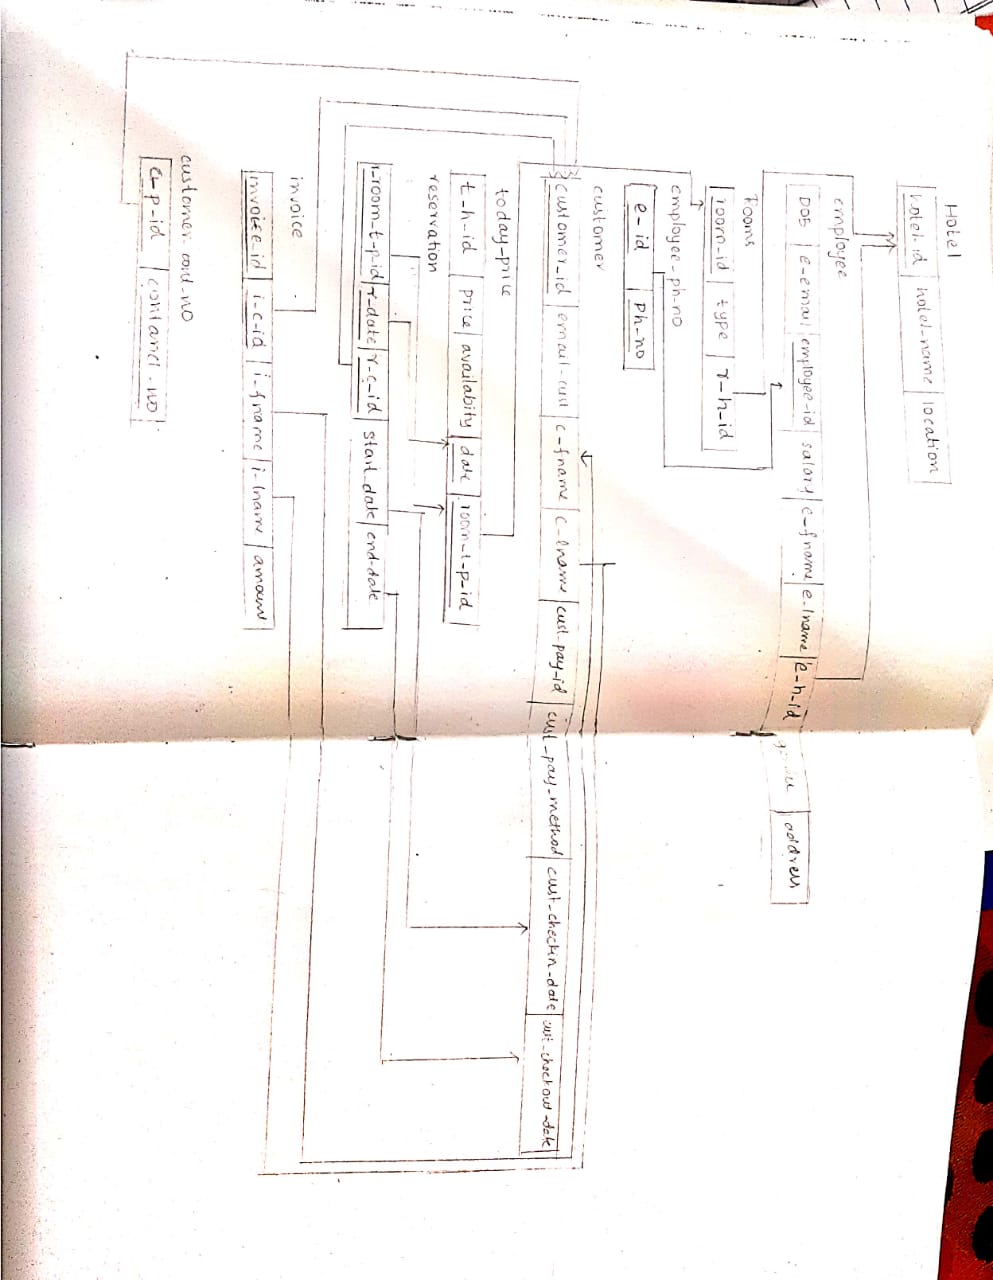 Hotel
hotel-id hotel-name location
employee
DOB e-email employee-id salary e-fname e-lname e-h-id address
rooms
room-id type r-h-id
employee-ph-no
e-id Ph-no
customer
customer-id email-cust c-fname c-lname cust-pay-id cust-pay-method cust-checkin-date cust-checkout-date
today-price
t-h-id price availabity date room-t-p-id
reservation
r-room-t-p-id r-date r-c-id start-date end-date
invoice
invoice-id i-c-id i-fname i-lname amount
customer-cont-no
c-p-id contanct-no